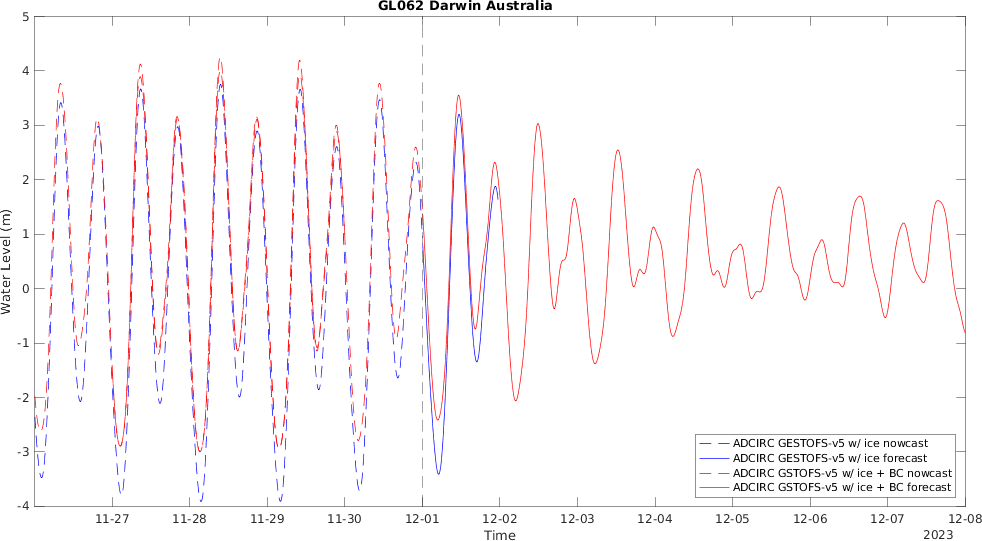 GL062 Darwin Australia
5
4
3
2
1
0
-1
-2
-3
-4
Water Level (m)
ADCIRC GESTOFS-v5 w/ ice nowcast
ADCIRC GESTOFS-v5 w/ ice forecast
ADCIRC GSTOFS-v5 w/ ice + BC nowcast
ADCIRC GSTOFS-v5 w/ ice + BC forecast
11-27 11-28 11-29 11-30 12-01 12-02 12-03 12-04 12-05 12-06 12-07 12-08
Time
2023